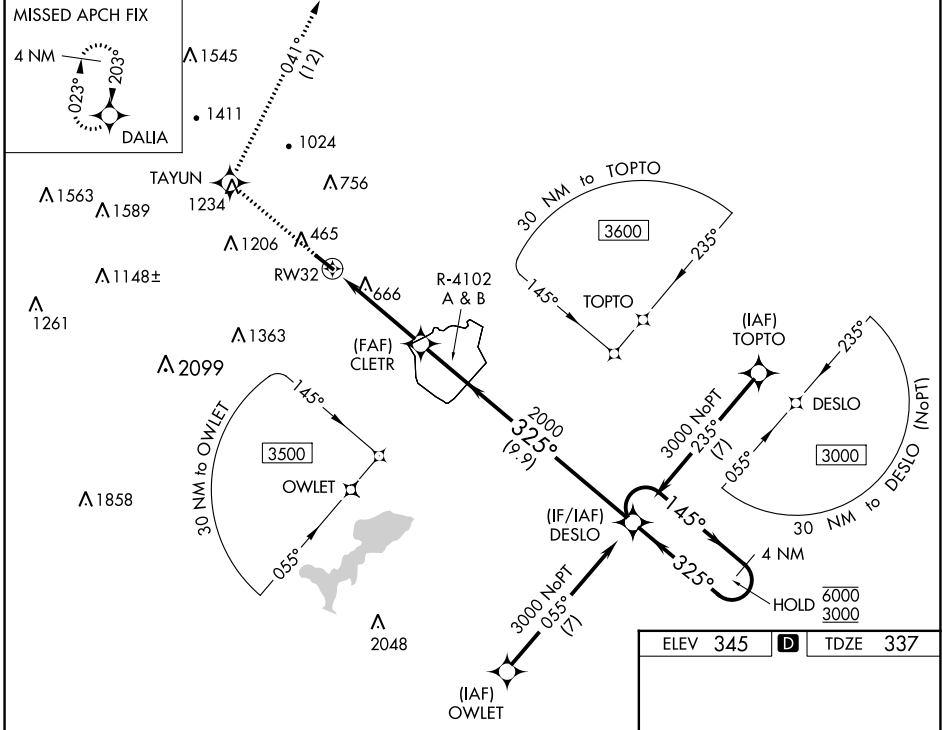 MISSED APCH FIX
4 NM
023°
203°
DALIA
1545
1411
041°
(12)
1024
TAYUN
1234
756
1563
1589
1206
465
RW32
1148±
666
R-4102
A & B
1261
1363
(FAF)
CLETR
2099
30 NM to TOPTO
3600
145°
235°
TOPTO
(IAF)
TOPTO
235°
DESLO
055°
3000
30 NM to DESLO (NoPT)
30 NM to OWLET
145°
3500
OWLET
055°
1858
2000
325°
(9.9)
3000 NoPT
235°
(7)
(IF/IAF)
DESLO
145°
325°
4 NM
HOLD 6000
3000
3000 NoPT
055°
(7)
2048
(IAF)
OWLET
ELEV 345 D TDZE 337